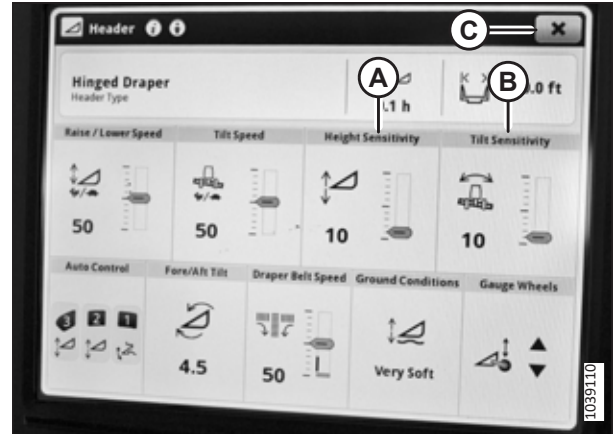 Header
C
Hinged Draper
Header Type
A
B
.1 h
.0 ft
Raise / Lower Speed
Tilt Speed
Height Sensitivity
Tilt Sensitivity
50
50
10
10
Auto Control
Fore/Aft Tilt
Draper Belt Speed
Ground Conditions
Gauge Wheels
3 2 1
4.5
50
Very Soft
1039110